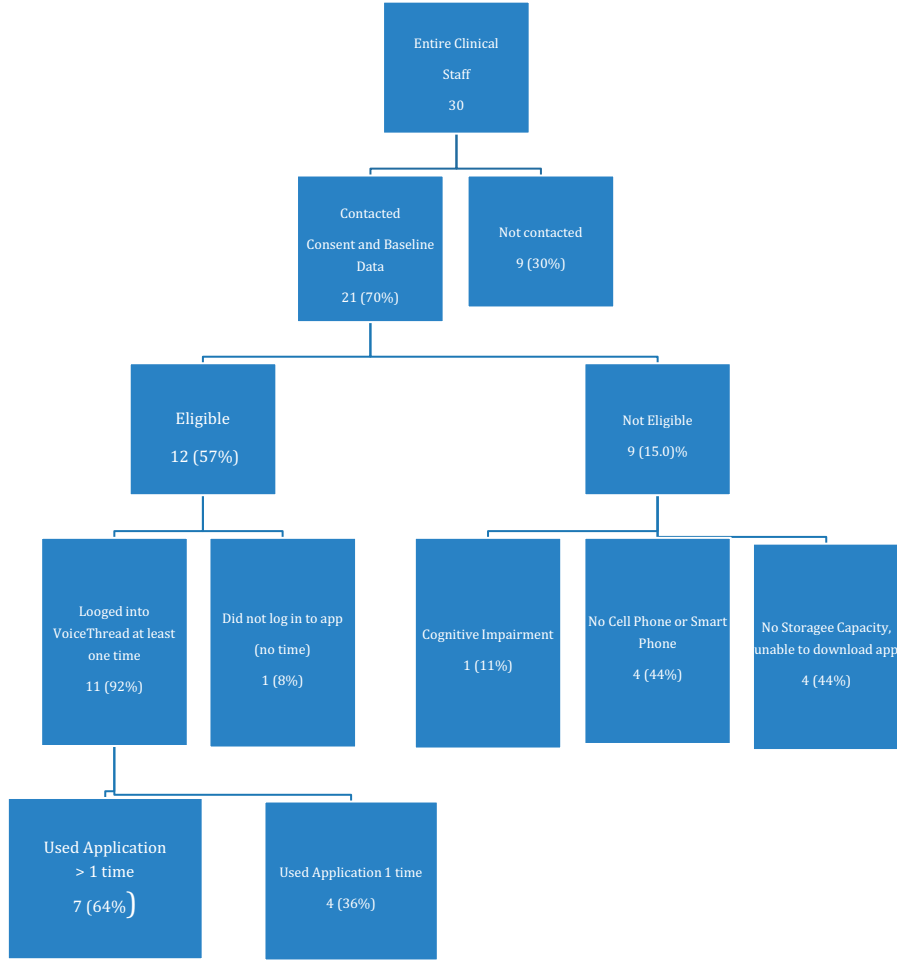 Entire Clinical
Staff
30
Contacted
Consent and Baseline
Data
21 (70%)
Not contacted
9 (30%)
Eligible
12 (57%)
Not Eligible
9 (15.0)%
Looged into
VoiceThread at least
one time
11 (92%)
Did not log in to app
(no time)
1 (8%)
Cognitive Impairment
1 (11%)
No Cell Phone or Smart
Phone
4 (44%)
No Storagee Capacity,
unable to download app
4 (44%)
Used Application
> 1 time
7 (64%)
Used Application 1 time
4 (36%)